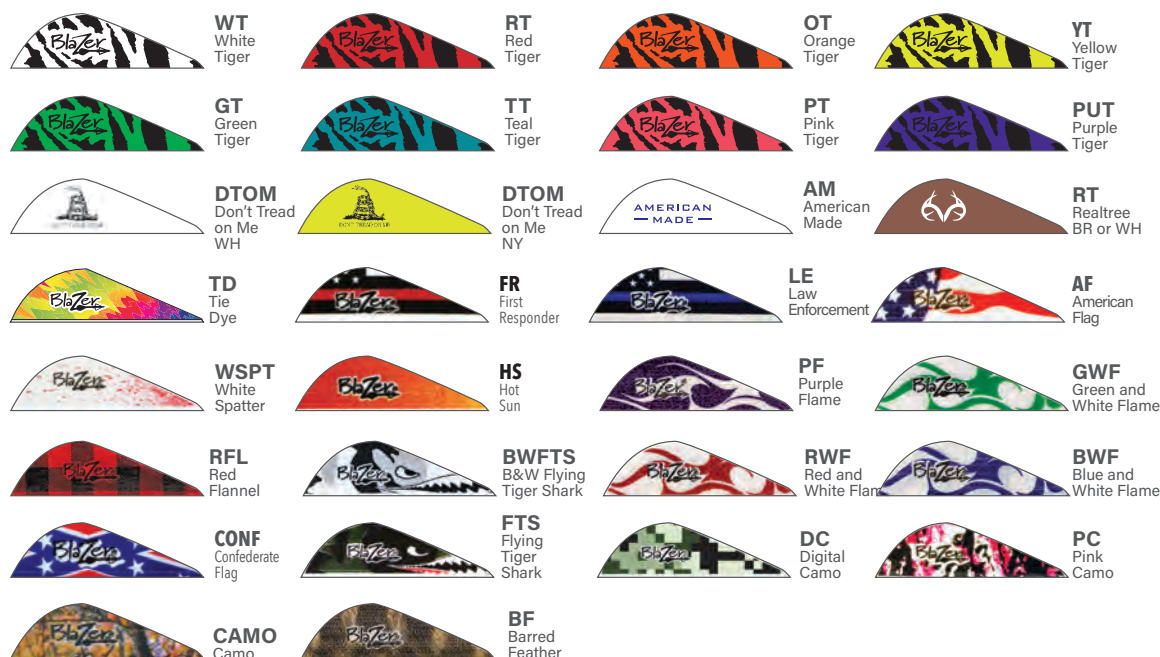 BlaZer
WT
White
Tiger
BlaZer
RT
Red
Tiger
BlaZer
OT
Orange
Tiger
BlaZer
YT
Yellow
Tiger
BlaZer
GT
Green
Tiger
BlaZer
TT
Teal
Tiger
BlaZer
PT
Pink
Tiger
BlaZer
PUT
Purple
Tiger
DTOM
Don't Tread
on Me
WH
DON'T TREAD ON ME
DTOM
Don't Tread
on Me
NY
AMERICAN
MADE
AM
American
Made
RT
Realtree
BR or WH
BlaZer
TD
Tie
Dye
BlaZer
FR
First
Responder
BlaZer
LE
Law
Enforcement
BlaZer
AF
American
Flag
BlaZer
WSPT
White
Spatter
BlaZer
HS
Hot
Sun
BlaZer
PF
Purple
Flame
BlaZer
GWF
Green and
White Flame
BlaZer
RFL
Red
Flannel
BlaZer
BWFTS
B&W Flying
Tiger Shark
BlaZer
RWF
Red and
White Flam
BlaZer
BWF
Blue and
White Flame
BlaZer
CONF
Confederate
Flag
BlaZer
FTS
Flying
Tiger
Shark
BlaZer
DC
Digital
Camo
BlaZer
PC
Pink
Camo
BlaZer
CAMO
Camo
BlaZer
BF
Barred
Feather